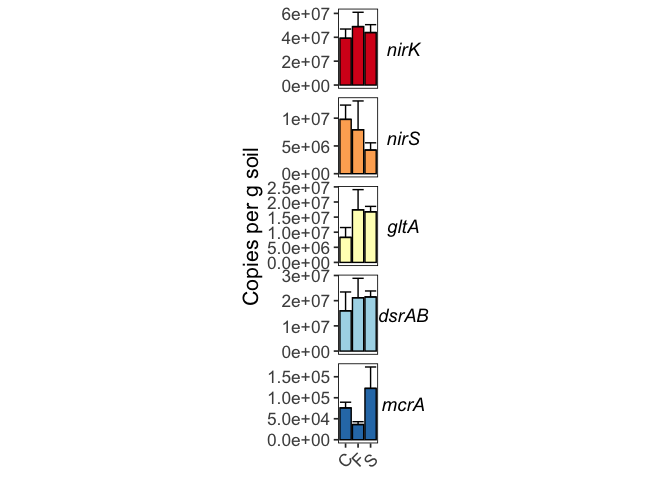 6e+07
4e+07
2e+07
0e+00
nirK
1e+07
5e+06
0e+00
nirS
Copies per g soil
2.5e+07
2.0e+07
1.5e+07
1.0e+07
5.0e+06
0.0e+00
gltA
3e+07
2e+07
1e+07
0e+00
dsrAB
1.5e+05
1.0e+05
5.0e+04
0.0e+00
mcrA
C
F
S